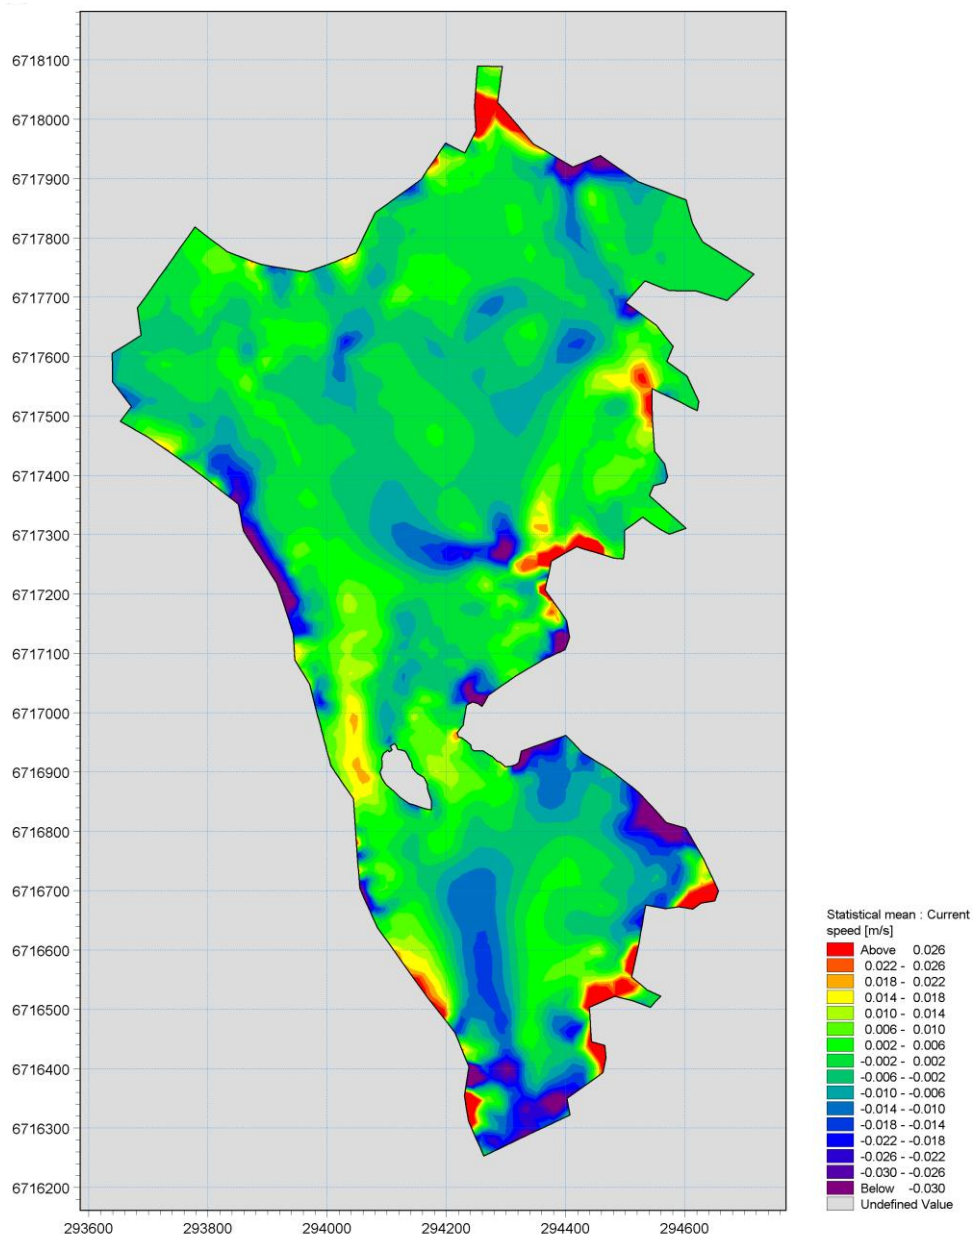 6718100
6718000
6717900
6717800
6717700
6717600
6717500
6717400
6717300
6717200
6717100
6717000
6716900
6716800
6716700
6716600
6716500
6716400
6716300
6716200
293600 293800 294000 294200 294400 294600
Statistical mean : Current
speed [m/s]
Above 0.026
0.022 - 0.026
0.018 - 0.022
0.014 - 0.018
0.010 - 0.014
0.006 - 0.010
0.002 - 0.006
-0.002 - 0.002
-0.006 - -0.002
-0.010 - -0.006
-0.014 - -0.010
-0.018 - -0.014
-0.022 - -0.018
-0.026 - -0.022
-0.030 - -0.026
Below -0.030
Undefined Value